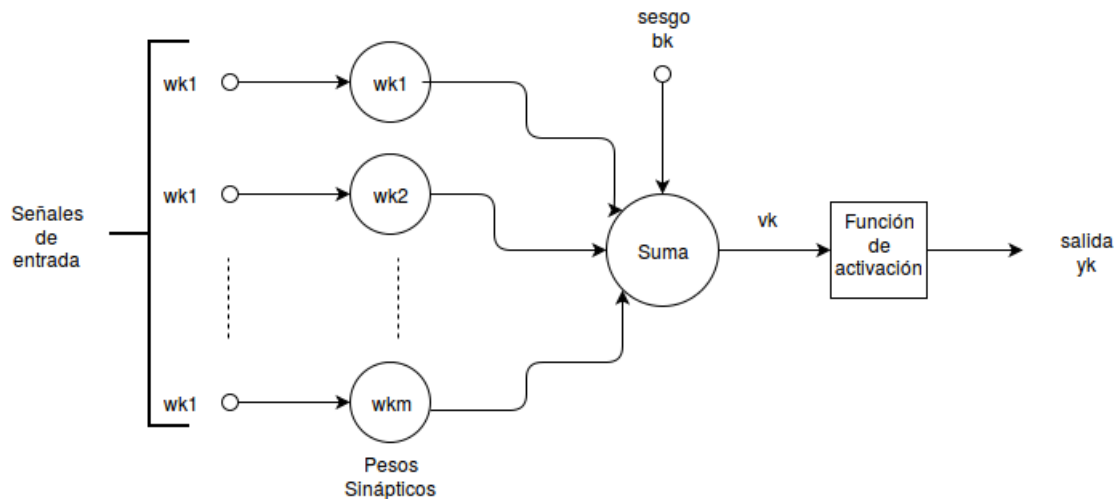 sesgo
bk
wk1
wk1
wk1
wk2
Señales
de
entrada
Suma
vk
Función
de
activación
salida
yk
wk1
wkm
Pesos
Sinápticos